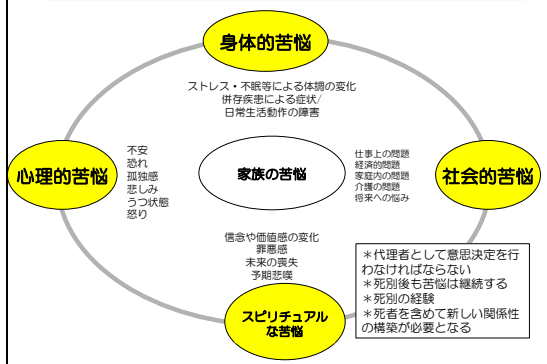 身体的苦悩
ストレス・不眠等による体調の変化
併存疾患による症状/
日常生活動作の障害
心理的苦悩
不安
恐れ
孤独感
悲しみ
うつ状態
怒り
家族の苦悩
仕事上の問題
経済的問題
家庭内の問題
介護の問題
将来への悩み
社会的苦悩
信念や価値感の変化
罪悪感
未来の喪失
予期悲嘆
スピリチュアル
な苦悩
＊代理者として意思決定を行
わなければならない
＊死別後も苦悩は継続する
＊死別の経験
＊死者を含めて新しい関係性
の構築が必要となる